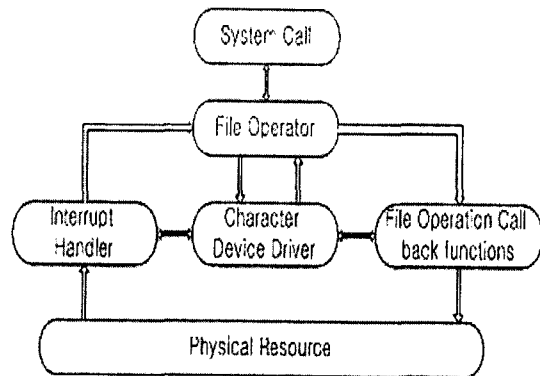 System Call
File Operator
Interrupt
Handler
Character
Device Driver
File Operation Call
back functions
Physical Resource